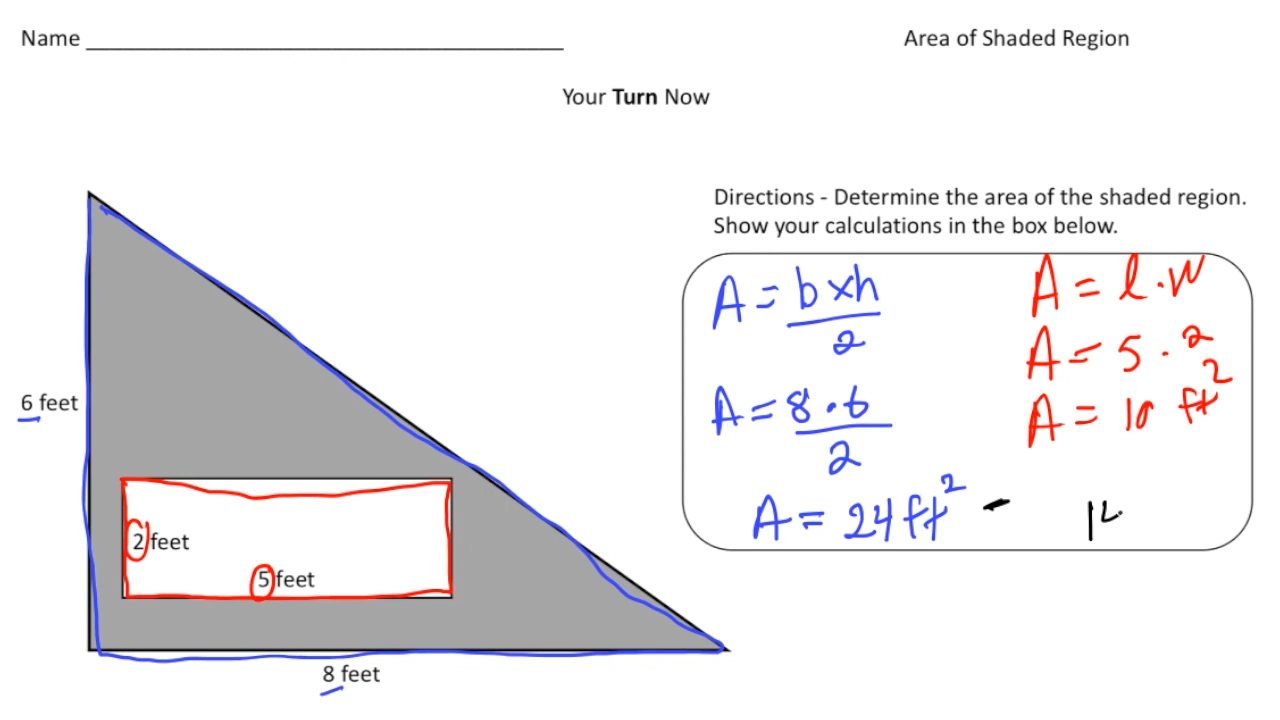 Name ____________________ Area of Shaded Region
Your Turn Now
Directions - Determine the area of the shaded region.
Show your calculations in the box below.
A = b×h/2
A = 8·6/2
A = 24 ft² -
A = l·w
A = 5·2
A = 10 ft²
6 feet
2 feet
5 feet
8 feet